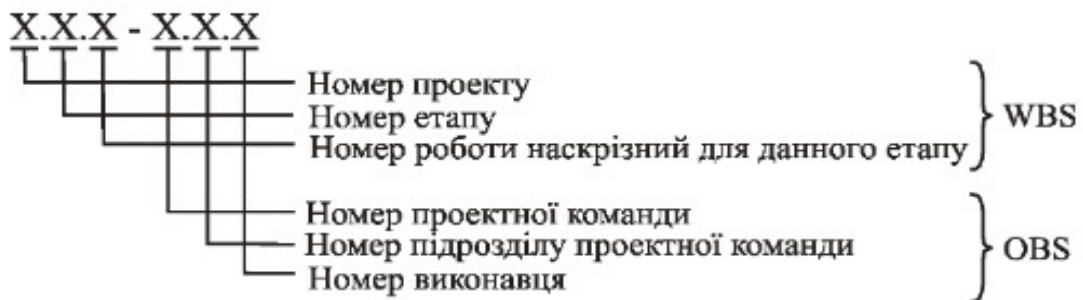 X.X.X - X.X.X
Номер проекту
Номер етапу
Номер роботи наскрізний для данного етапу
WBS
Номер проектної команди
Номер підрозділу проектної команди
Номер виконавця
OBS